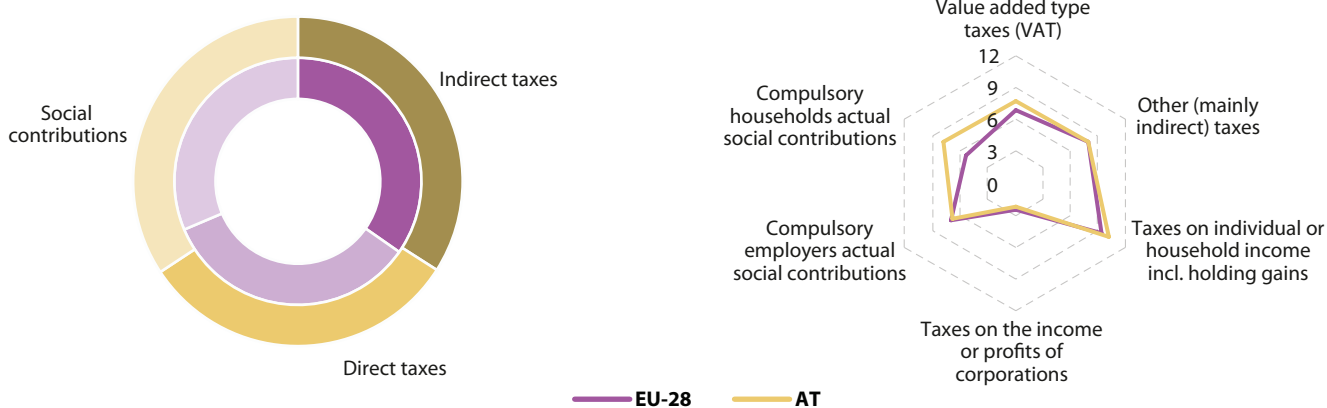 Indirect taxes
Social
contributions
Direct taxes
Value added type
taxes (VAT)
12
9
6
3
0
Compulsory
households actual
social contributions
Other (mainly
indirect) taxes
Compulsory
employers actual
social contributions
Taxes on individual or
household income
incl. holding gains
Taxes on the income
or profits of
corporations
EU-28
AT